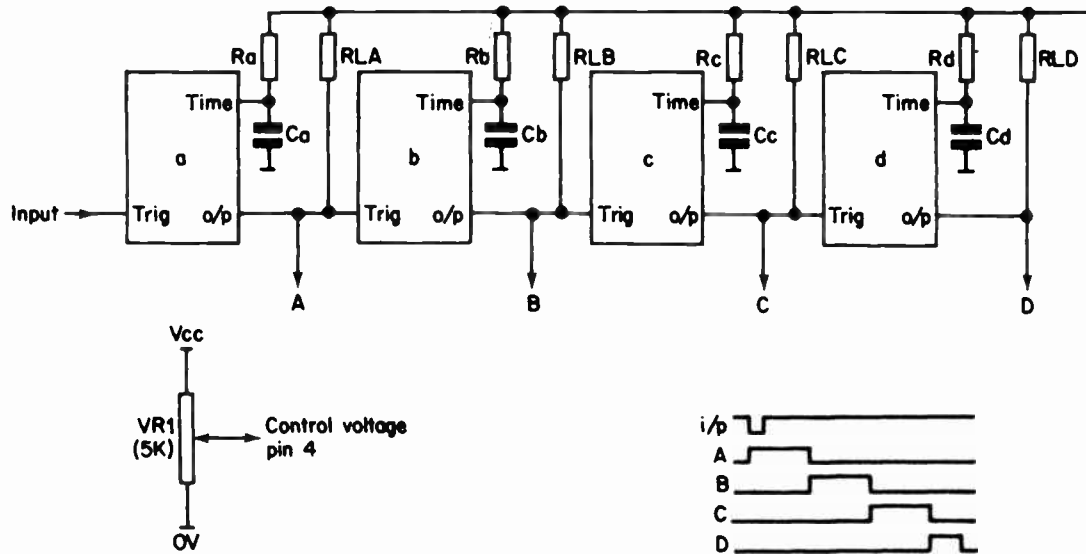 Ra
RLA
Rb
RLB
Rc
RLC
Rd
RLD
Time
Ca
Time
Cb
Time
Cc
Time
Cd
a
b
c
d
Input
Trig
o/p
Trig
o/p
Trig
o/p
Trig
o/p
A
B
C
D
Vcc
VR1
(5K)
Control voltage
pin 4
0V
i/p
A
B
C
D